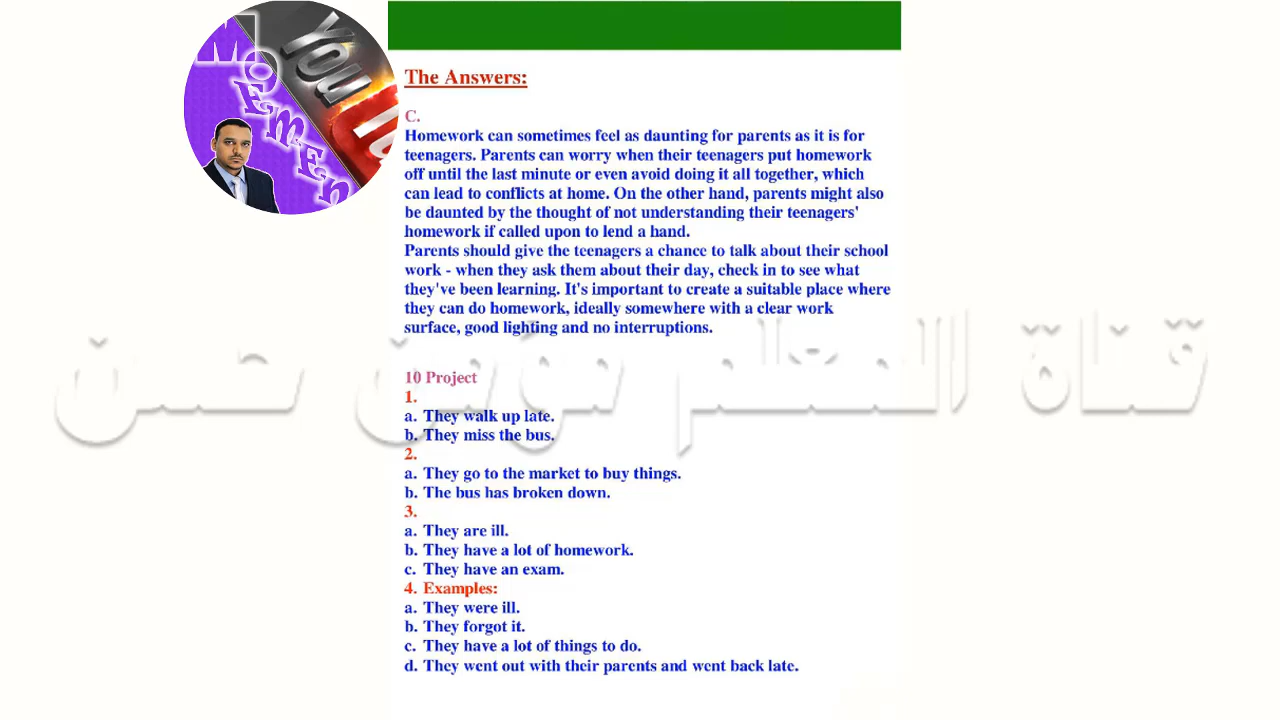 MOEMEN
You
The Answers:
C.
Homework can sometimes feel as daunting for parents as it is for
teenagers. Parents can worry when their teenagers put homework
off until the last minute or even avoid doing it all together, which
can lead to conflicts at home. On the other hand, parents might also
be daunted by the thought of not understanding their teenagers'
homework if called upon to lend a hand.
Parents should give the teenagers a chance to talk about their school
work - when they ask them about their day, check in to see what
they've been learning. It's important to create a suitable place where
they can do homework, ideally somewhere with a clear work
surface, good lighting and no interruptions.
قناة المعلم مؤمن حسن
10 Project
1.
a. They walk up late.
b. They miss the bus.
2.
a. They go to the market to buy things.
b. The bus has broken down.
3.
a. They are ill.
b. They have a lot of homework.
c. They have an exam.
4. Examples:
a. They were ill.
b. They forgot it.
c. They have a lot of things to do.
d. They went out with their parents and went back late.